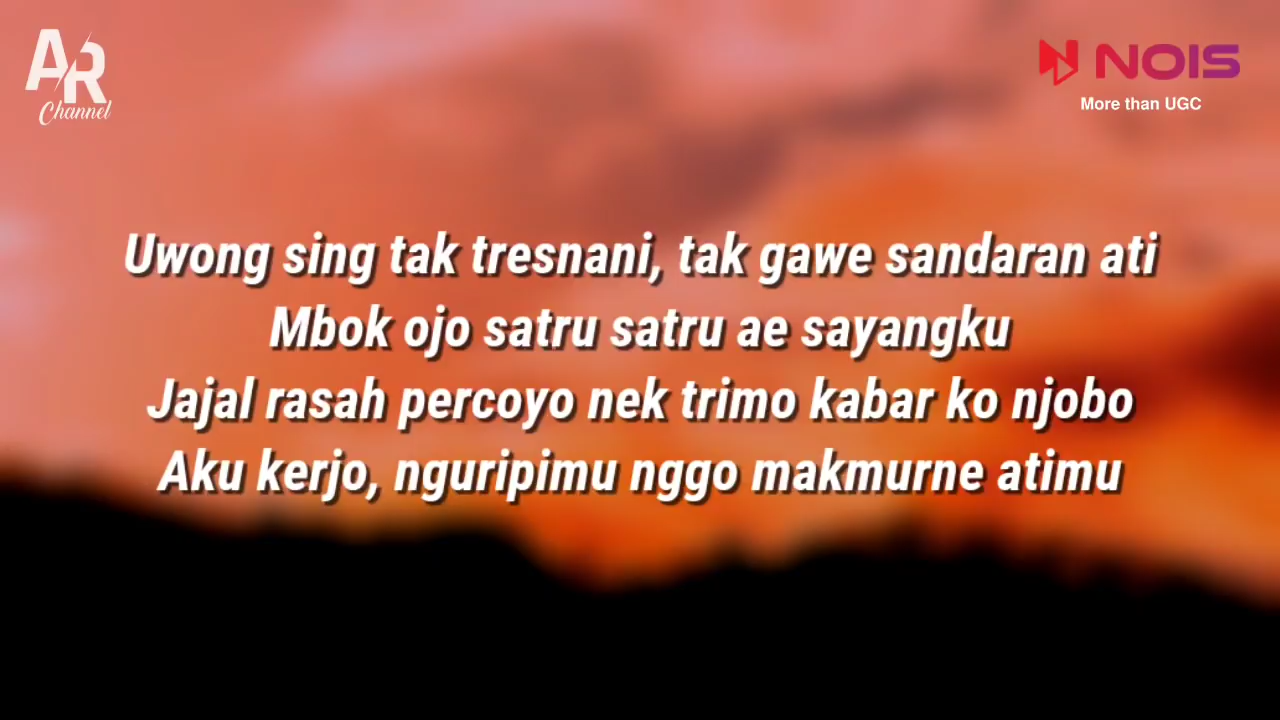 AR
Channel
NOIS
More than UGC
Uwong sing tak tresnani, tak gawe sandaran ati
Mbok ojo satru satru ae sayangku
Jajal rasah percoyo nek trimo kabar ko njobo
Aku kerjo, nguripimu nggo makmurne atimu